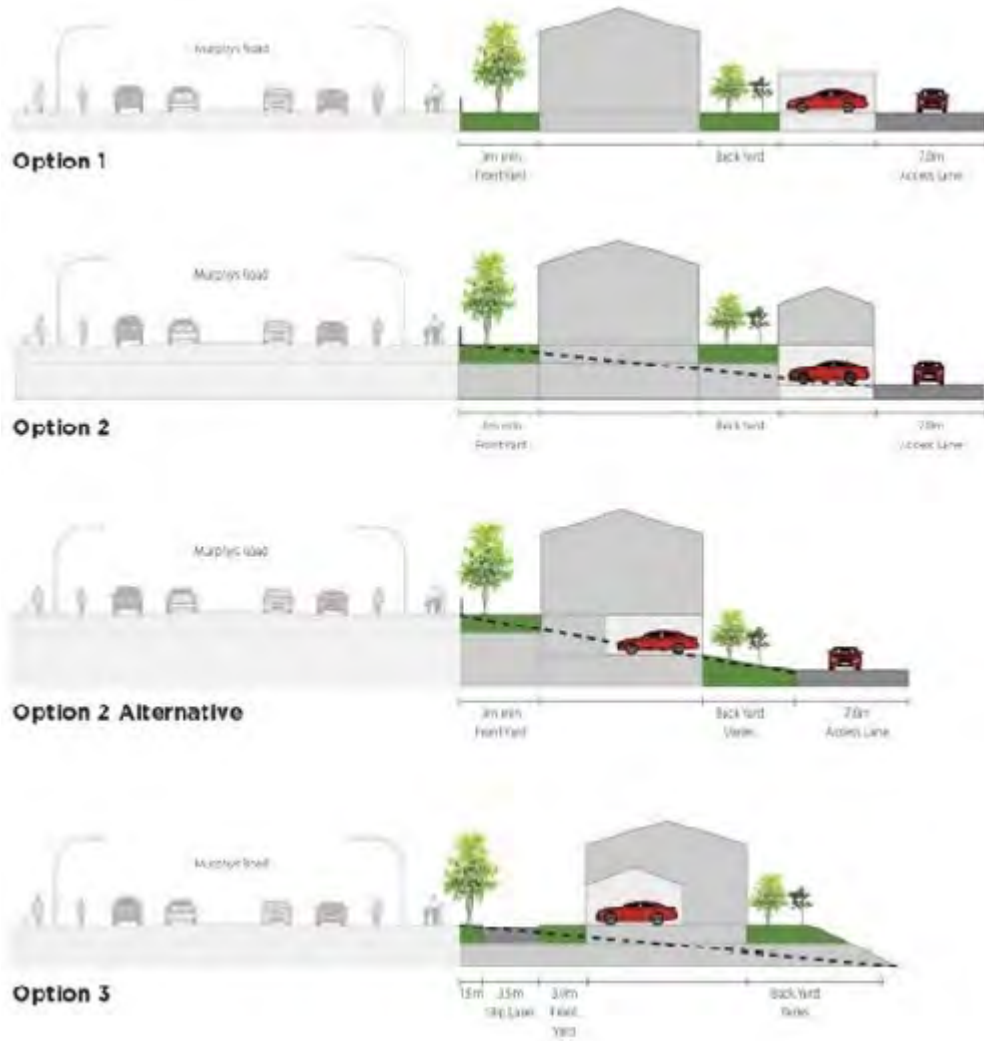 Murphys Road
Option 1
3m min
Front Yard
Back Yard
7.0m
Access Lane
Murphys Road
Option 2
3m min
Front Yard
Back Yard
7.0m
Access Lane
Murphys Road
Option 2 Alternative
3m min
Front Yard
Back Yard
Varies
7.0m
Access Lane
Murphys Road
Option 3
1.5m
3.5m
Slip Lane
3.0m
Front
Yard
Back Yard
Varies